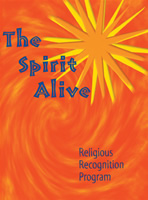 The
Spirit
Alive
Religious
Recognition
Program